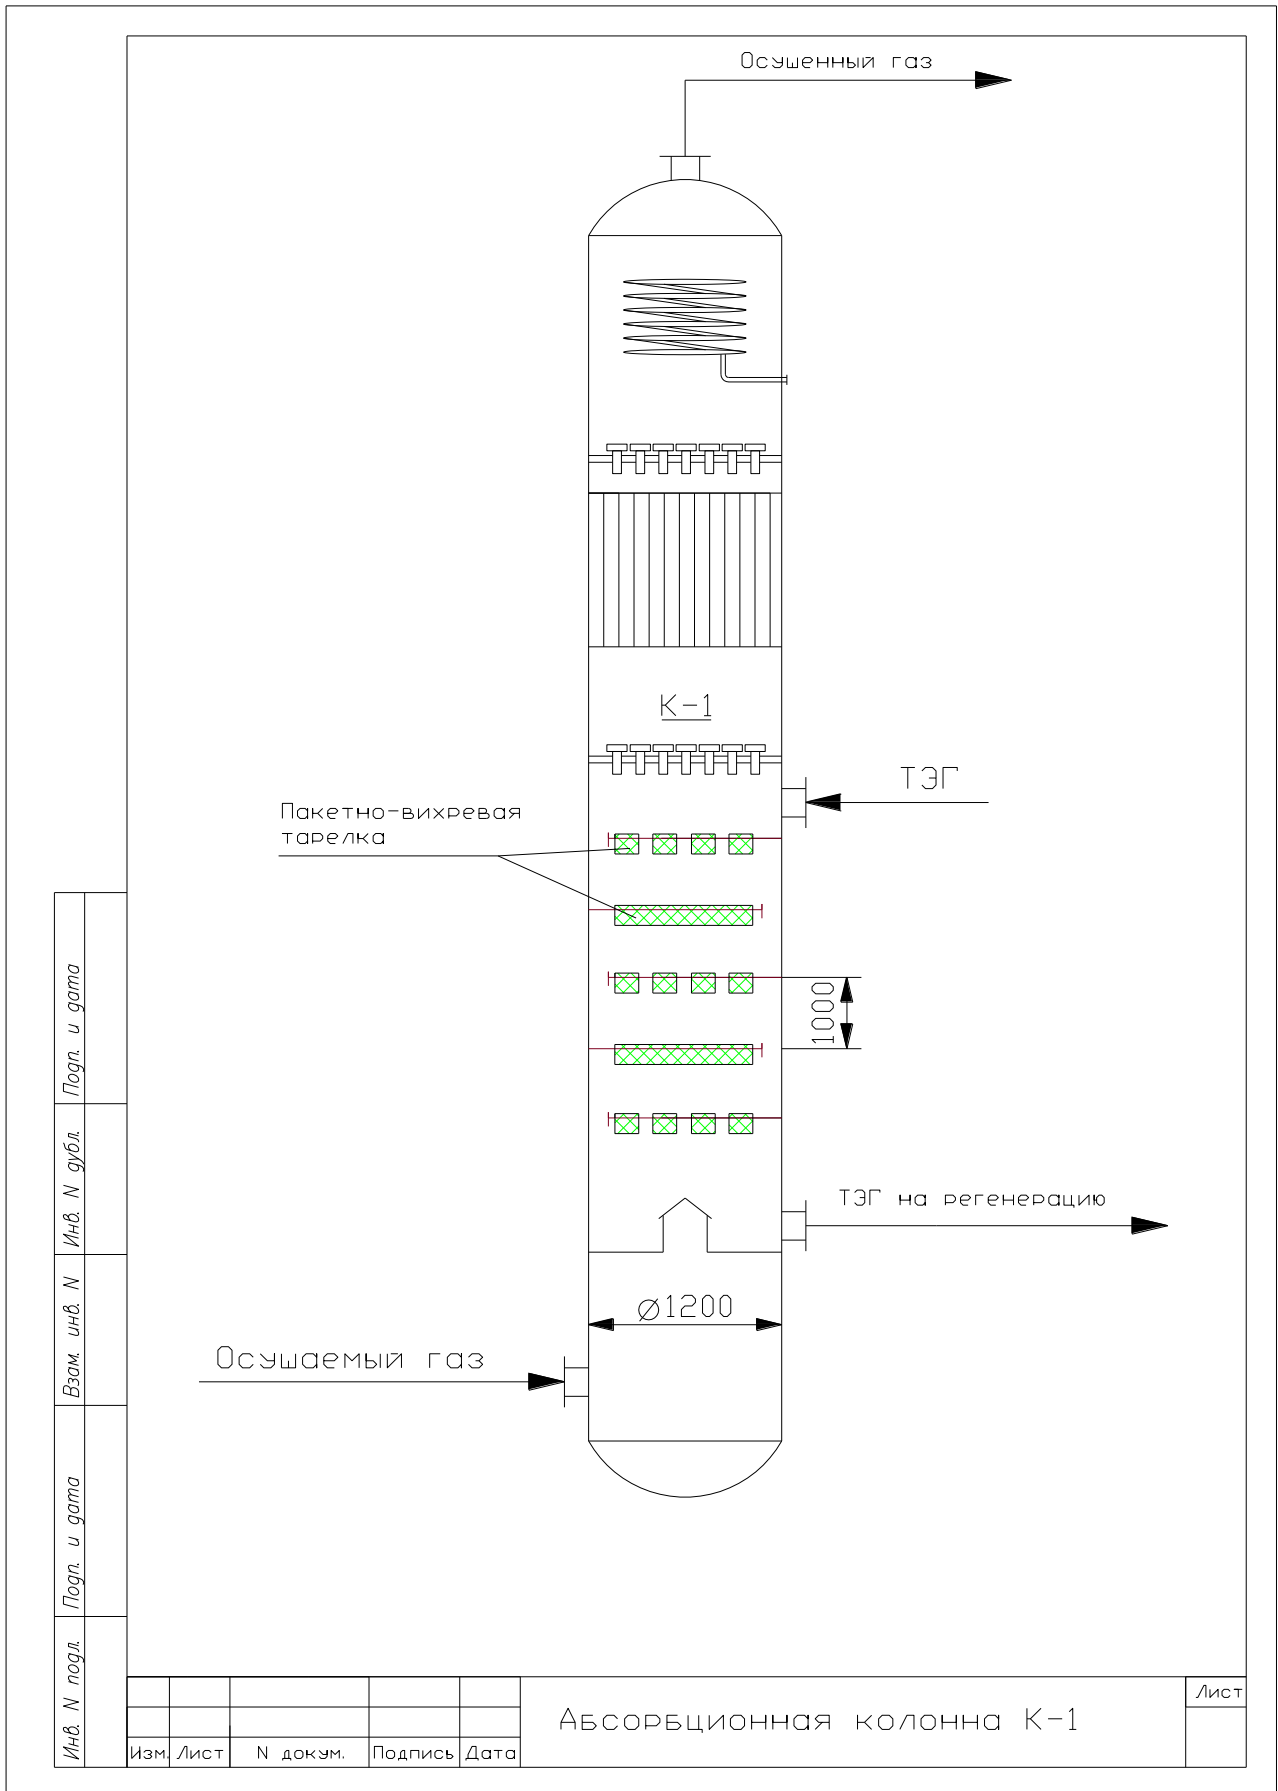 Осушенный газ
К-1
ТЭГ
Пакетно-вихревая
тарелка
1000
ТЭГ на регенерацию
⌀1200
Осушаемый газ
Подп. и дата
Инв. N дубл.
Взам. инв. N
Подп. и дата
Инв. N подл.
Изм. Лист N докум. Подпись Дата
Абсорбционная колонна К-1
Лист